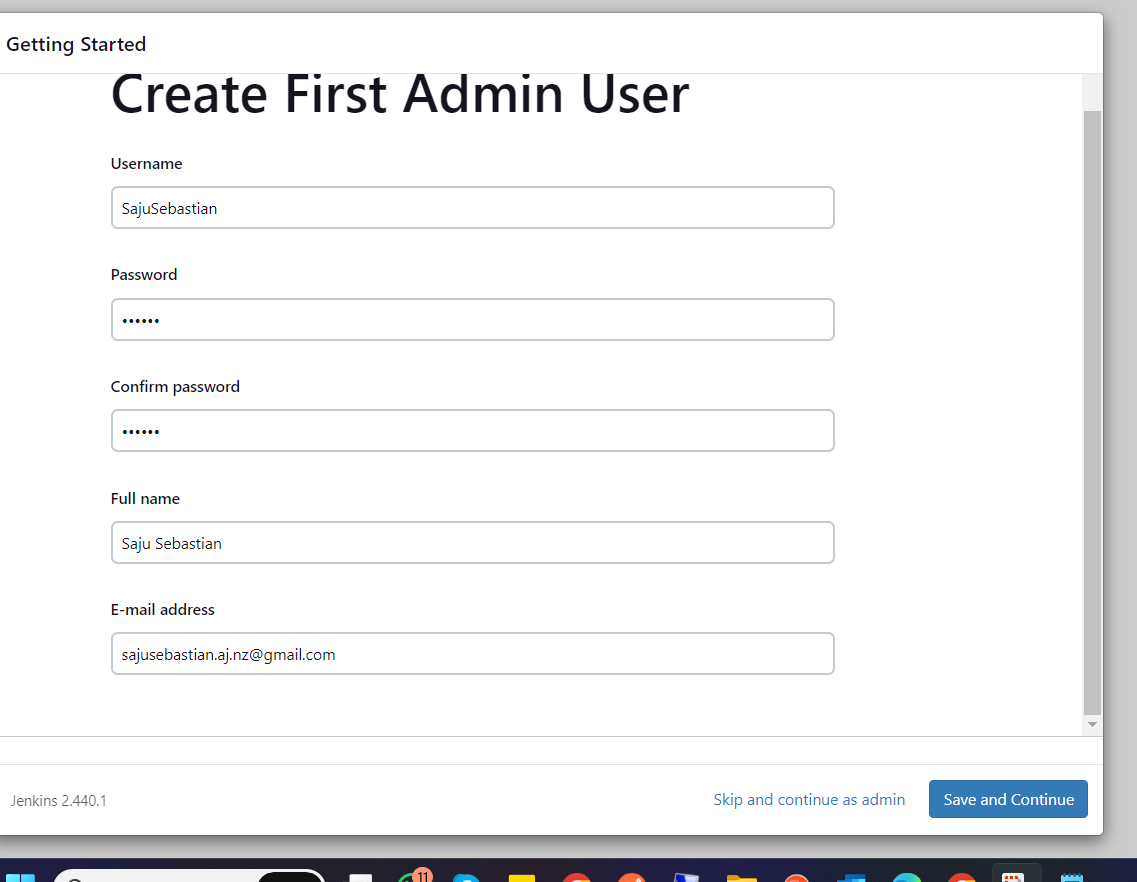 Getting Started
Create First Admin User
Username
SajuSebastian
Password
••••••
Confirm password
••••••
Full name
Saju Sebastian
E-mail address
sajusebastian.aj.nz@gmail.com
Jenkins 2.440.1
Skip and continue as admin
Save and Continue
11